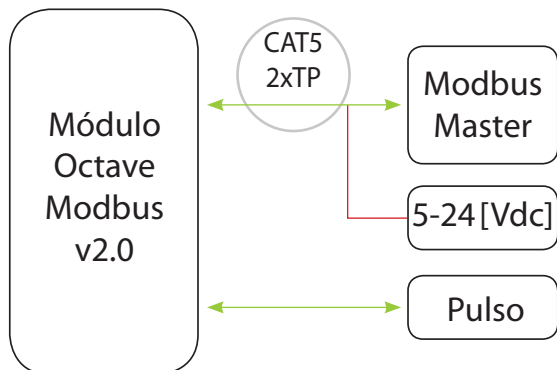 Módulo
Octave
Modbus
v2.0
CAT5
2xTP
Modbus
Master
5-24 [Vdc]
Pulso